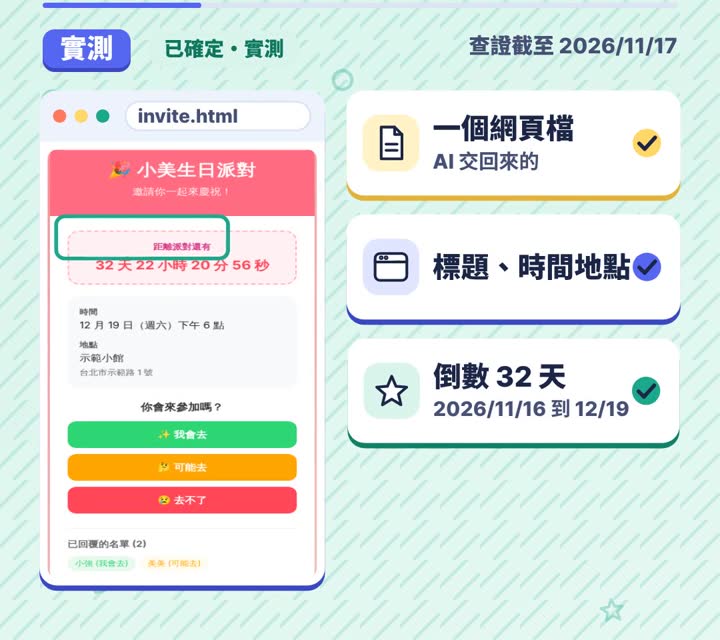 實測
已確定・實測
查證截至 2026/11/17
invite.html
🎉 小美生日派對
邀請你一起來慶祝！
距離派對還有
32 天 22 小時 20 分 56 秒
時間
12 月 19 日（週六）下午 6 點
地點
示範小館
台北市示範路 1 號
你會來參加嗎？
✨ 我會去
🤔 可能去
😢 去不了
已回覆的名單 (2)
小強 (我會去) 美美 (可能去)
一個網頁檔
AI 交回來的
標題、時間地點
倒數 32 天
2026/11/16 到 12/19